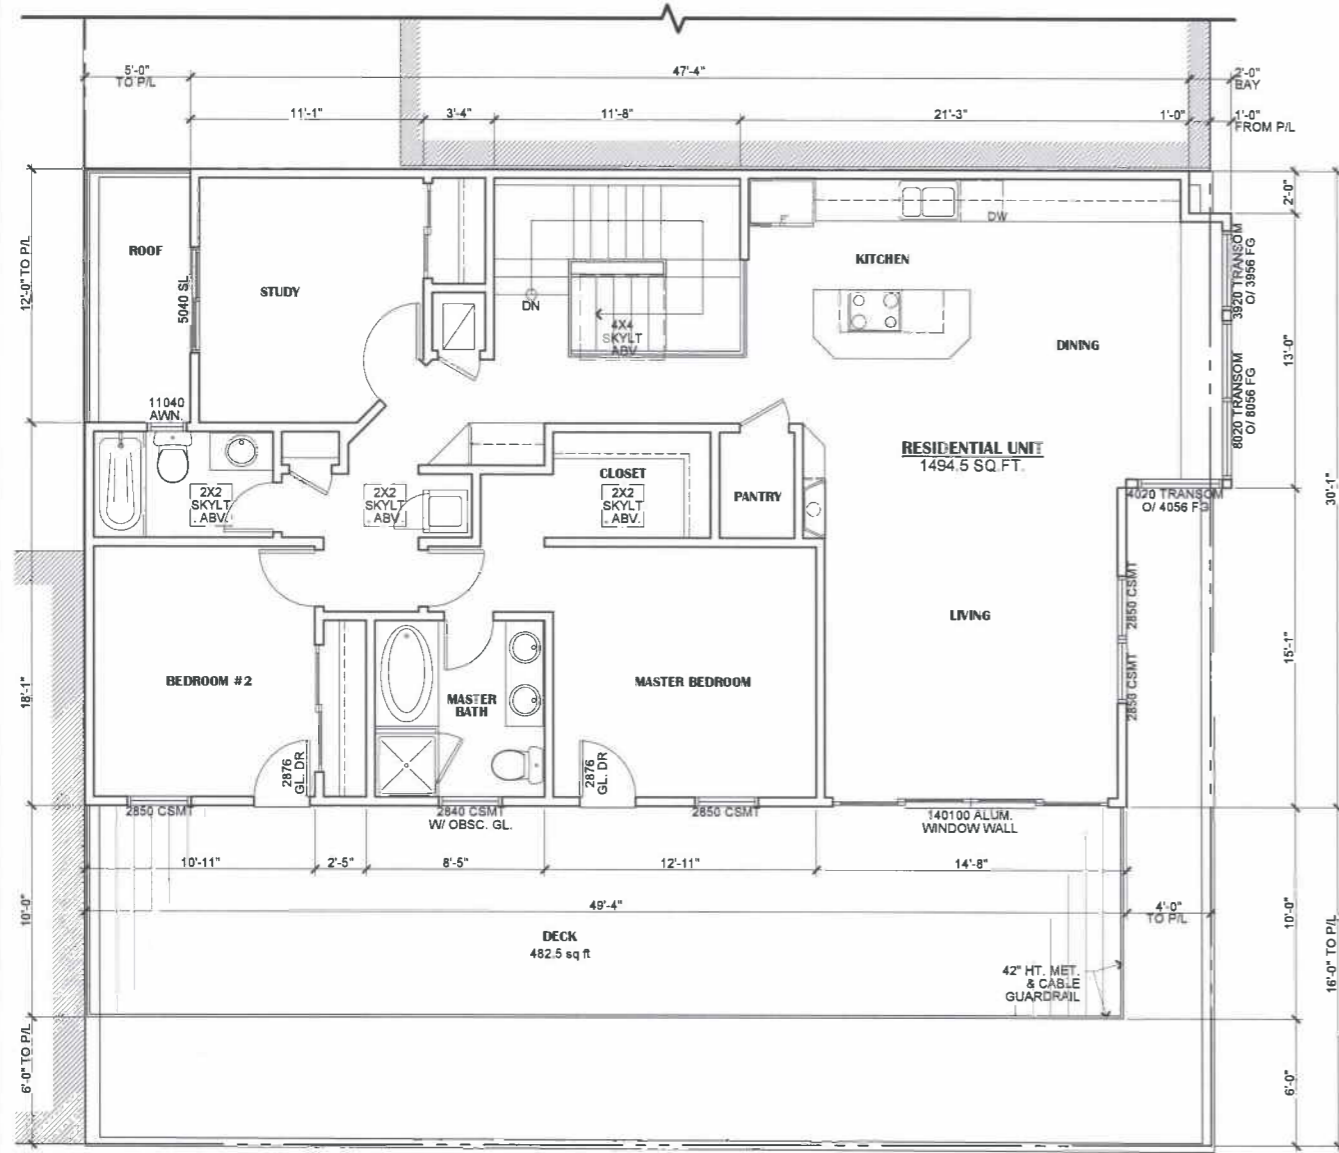 5'-0"
TO P/L
47'-4"
2'-0"
BAY
11'-1"
3'-4"
11'-8"
21'-3"
1'-0"
1'-0"
FROM P/L
12'-0" TO P/L
ROOF
5040 SL
STUDY
DN
4X4
SKYLT
ABV
F
DW
KITCHEN
DINING
3920 TRANSOM
O/ 3956 FG
8020 TRANSOM
O/ 8056 FG
2'-0"
13'-0"
30'-1"
11040
AWN.
2X2
SKYLT
ABV.
2X2
SKYLT
ABV.
CLOSET
2X2
SKYLT
ABV.
PANTRY
RESIDENTIAL UNIT
1494.5 SQ.FT.
4020 TRANSOM
O/ 4056 FG
2850 CSMT
2850 CSMT
LIVING
15'-1"
18'-1"
BEDROOM #2
MASTER
BATH
MASTER BEDROOM
2876
GL. DR
2876
GL. DR
2850 CSMT
2840 CSMT
W/ OBSC. GL.
2850 CSMT
140100 ALUM.
WINDOW WALL
10'-11"
2'-5"
8'-5"
12'-11"
14'-8"
49'-4"
4'-0"
TO P/L
10'-0"
10'-0"
16'-0" TO P/L
DECK
482.5 sq ft
42" HT. MET.
& CABLE
GUARDRAIL
6'-0" TO P/L
6'-0"